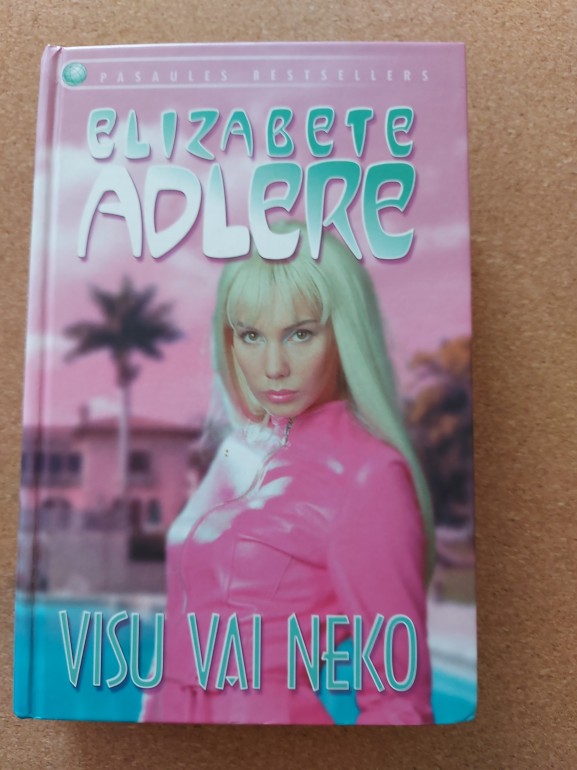 PASAULES BESTSELLERS
ELIZABETE
ADLERE
VISU VAI NEKO